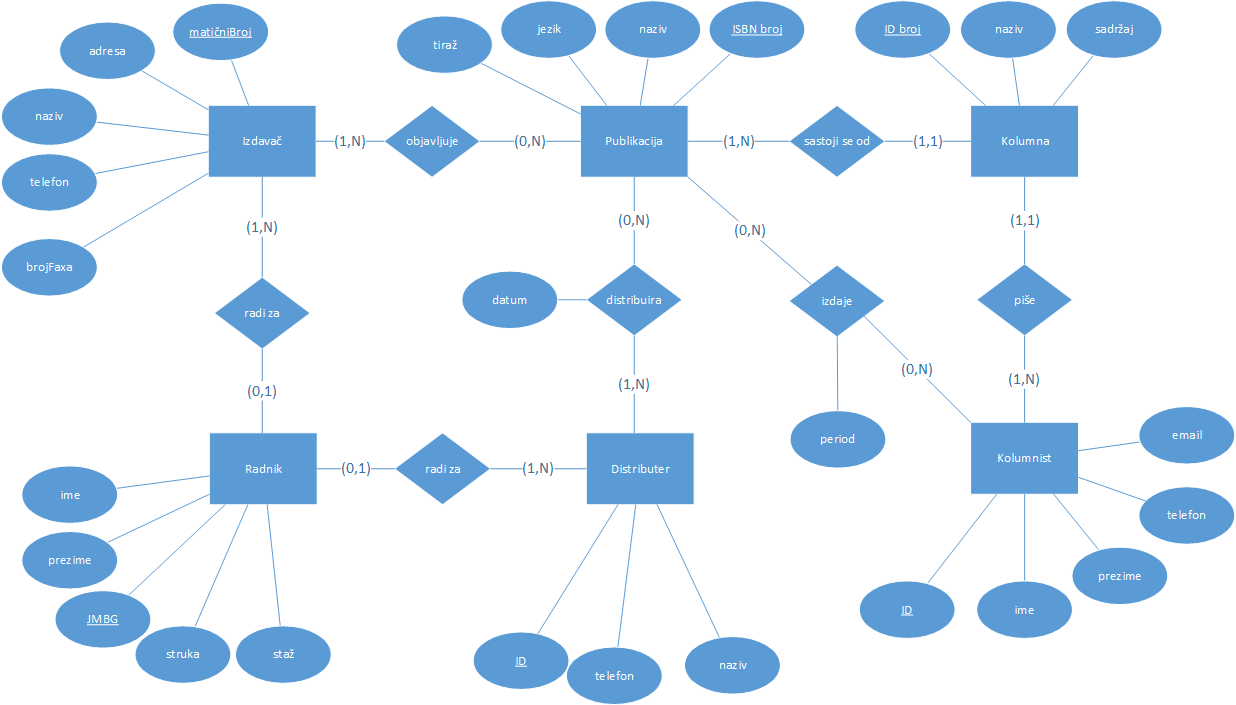 matičniBroj
adresa
naziv
telefon
brojFaxa
Izdavač
(1,N)
objavljuje
(0,N)
tiraž
jezik
naziv
ISBN broj
Publikacija
(1,N)
sastoji se od
(1,1)
ID broj
naziv
sadržaj
Kolumna
(1,N)
radi za
(0,1)
(0,N)
datum
distribuira
(1,N)
(0,N)
izdaje
(0,N)
period
(1,1)
piše
(1,N)
Radnik
(0,1)
radi za
(1,N)
Distributer
Kolumnist
email
telefon
prezime
ime
ID
ime
prezime
JMBG
struka
staž
ID
telefon
naziv